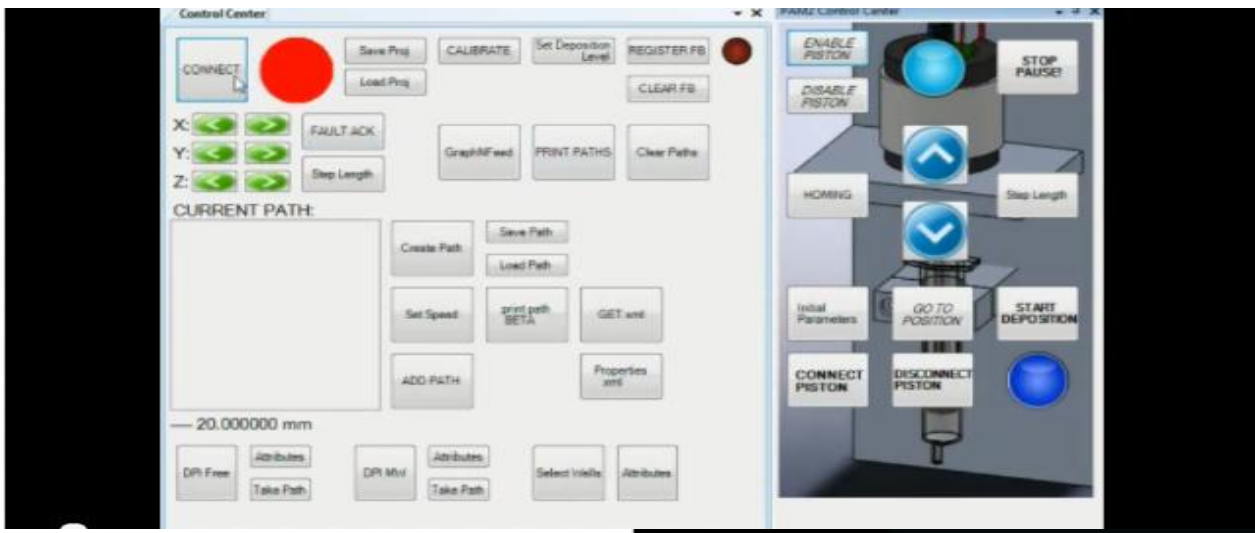 Control Center
CONNECT
Save Proj
Load Proj
CALIBRATE
Set Deposition
Level
REGISTER FB
CLEAR FB
X:
Y:
Z:
FAULT ACK
Step Length
GraphNFeed
PRINT PATHS
Clear Paths
CURRENT PATH:
Create Path
Save Path
Load Path
Set Speed
print path
BETA
GET xml
ADD PATH
Properties
xml
— 20.000000 mm
DPI Free
Attributes
Take Path
DPI MW
Attributes
Take Path
Select Wells
Attributes
PAM2 Control Center
ENABLE
PISTON
DISABLE
PISTON
STOP
PAUSE!
HOMING
Step Length
Initial
Parameters
GO TO
POSITION
START
DEPOSITION
CONNECT
PISTON
DISCONNECT
PISTON